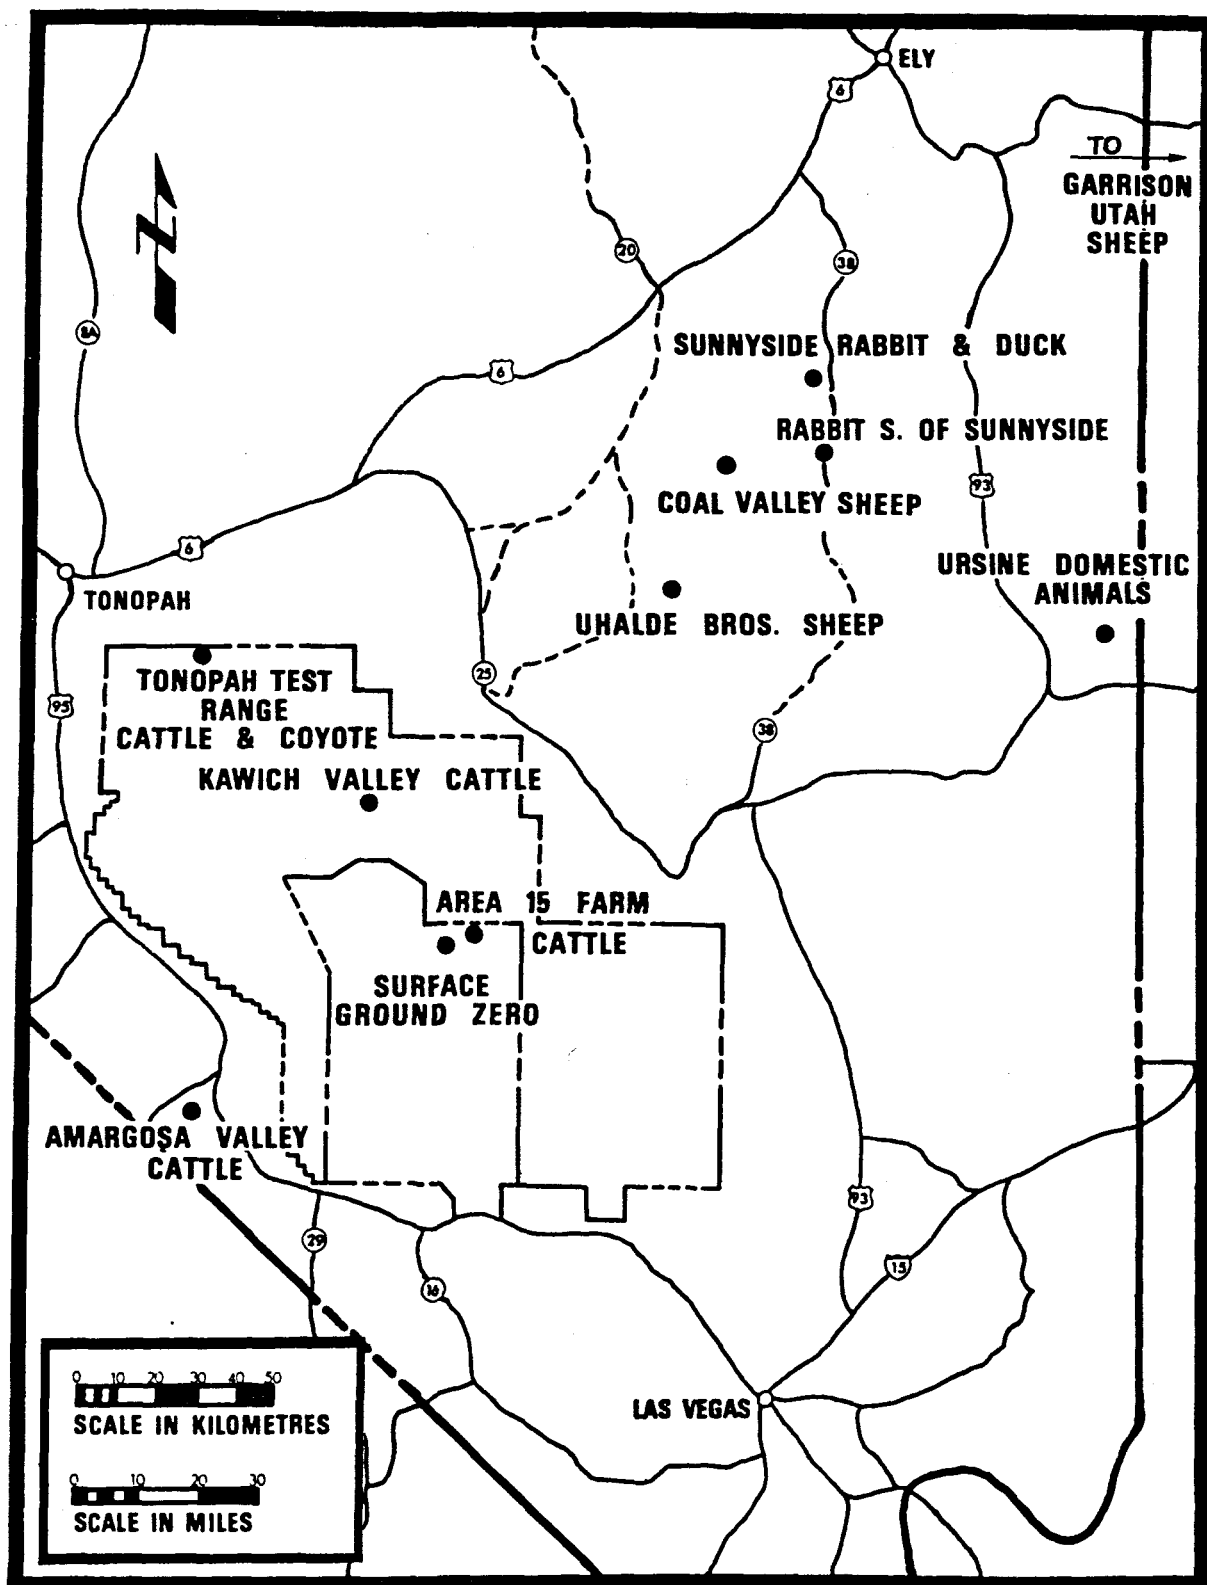 ELY
6
TO
GARRISON
UTAH
SHEEP
N
20
38
8A
SUNNYSIDE RABBIT & DUCK
6
RABBIT S. OF SUNNYSIDE
93
COAL VALLEY SHEEP
6
URSINE DOMESTIC
ANIMALS
TONOPAH
UHALDE BROS. SHEEP
25
TONOPAH TEST
RANGE
CATTLE & COYOTE
95
38
KAWICH VALLEY CATTLE
AREA 15 FARM
CATTLE
SURFACE
GROUND ZERO
AMARGOSA VALLEY
CATTLE
93
29
16
15
0 10 20 30 40 50
SCALE IN KILOMETRES
LAS VEGAS
0 10 20 30
SCALE IN MILES